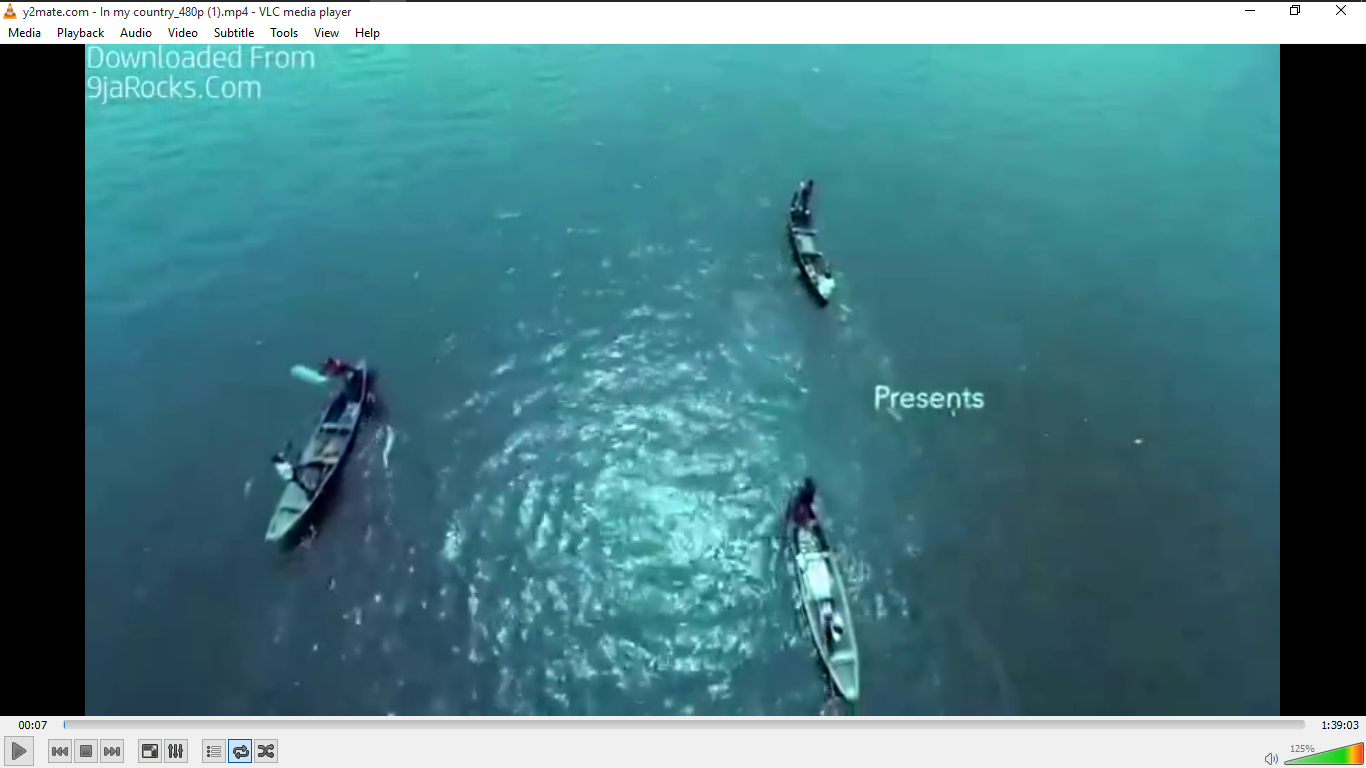 y2mate.com - In my country_480p (1).mp4 - VLC media player
Media Playback Audio Video Subtitle Tools View Help
Downloaded From
9jaRocks.Com
Presents
00:07
1:39:03
125%